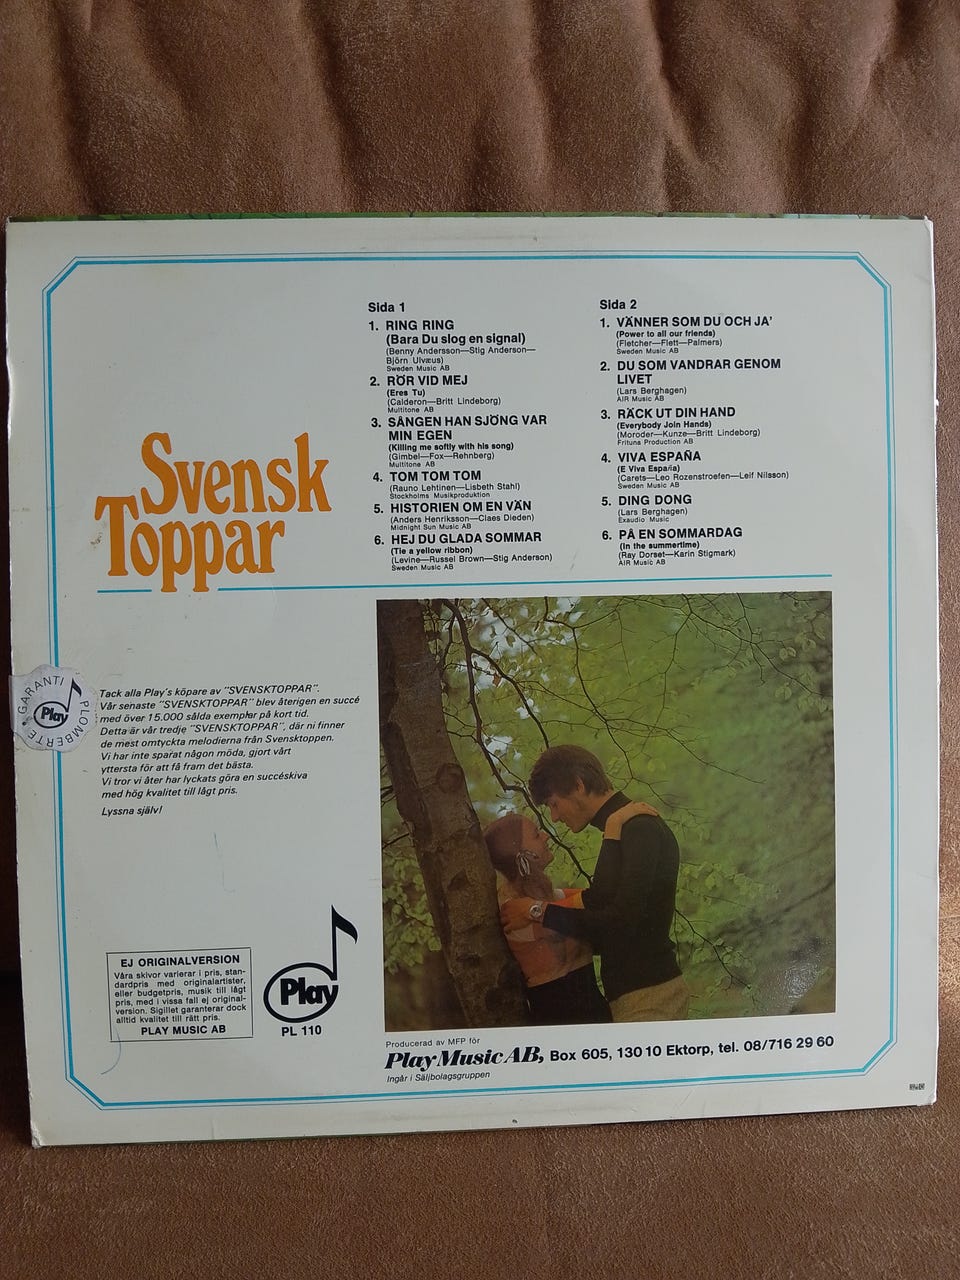 Sida 1
1. RING RING
(Bara Du slog en signal)
(Benny Andersson—Stig Anderson—
Björn Ulvæus)
Sweden Music AB
2. RÖR VID MEJ
(Eres Tu)
(Calderon—Britt Lindeborg)
Multitone AB
3. SÅNGEN HAN SJÖNG VAR
MIN EGEN
(Killing me softly with his song)
(Gimbel—Fox—Rehnberg)
Multitone AB
4. TOM TOM TOM
(Rauno Lehtinen—Lisbeth Stahl)
Stockholms Musikproduktion
5. HISTORIEN OM EN VÄN
(Anders Henriksson—Claes Dieden)
Midnight Sun Music AB
6. HEJ DU GLADA SOMMAR
(Tie a yellow ribbon)
(Levine—Russel Brown—Stig Anderson)
Sweden Music AB
Sida 2
1. VÄNNER SOM DU OCH JA'
(Power to all our friends)
(Fletcher—Flett—Palmers)
Sweden Music AB
2. DU SOM VANDRAR GENOM
LIVET
(Lars Berghagen)
AIR Music AB
3. RÄCK UT DIN HAND
(Everybody Join Hands)
(Moroder—Kunze—Britt Lindeborg)
Frituna Production AB
4. VIVA ESPAÑA
(E Viva España)
(Carets—Leo Rozenstroefen—Leif Nilsson)
Sweden Music AB
5. DING DONG
(Lars Berghagen)
Exaudio Music
6. PÅ EN SOMMARDAG
(In the summertime)
(Ray Dorset—Karin Stigmark)
AIR Music AB
Svensk
Toppar
GARANTI
Play
PLOMBERTE
Tack alla Play's köpare av "SVENSKTOPPAR".
Vår senaste "SVENSKTOPPAR" blev återigen en succé
med över 15.000 sålda exemplar på kort tid.
Detta är vår tredje "SVENSKTOPPAR", där ni finner
de mest omtyckta melodierna från Svensktoppen.
Vi har inte sparat någon möda, gjort vårt
yttersta för att få fram det bästa.
Vi tror vi åter har lyckats göra en succéskiva
med hög kvalitet till lågt pris.
Lyssna själv!
EJ ORIGINALVERSION
Våra skivor varierar i pris, stan-
dardpris med originalartister,
eller budgetpris, musik till lågt
pris, med i vissa fall ej original-
version. Sigillet garanterar dock
alltid kvalitet till rätt pris.
PLAY MUSIC AB
Play
PL 110
Producerad av MFP för
Play Music AB, Box 605, 130 10 Ektorp, tel. 08/716 29 60
Ingår i Säljbolagsgruppen